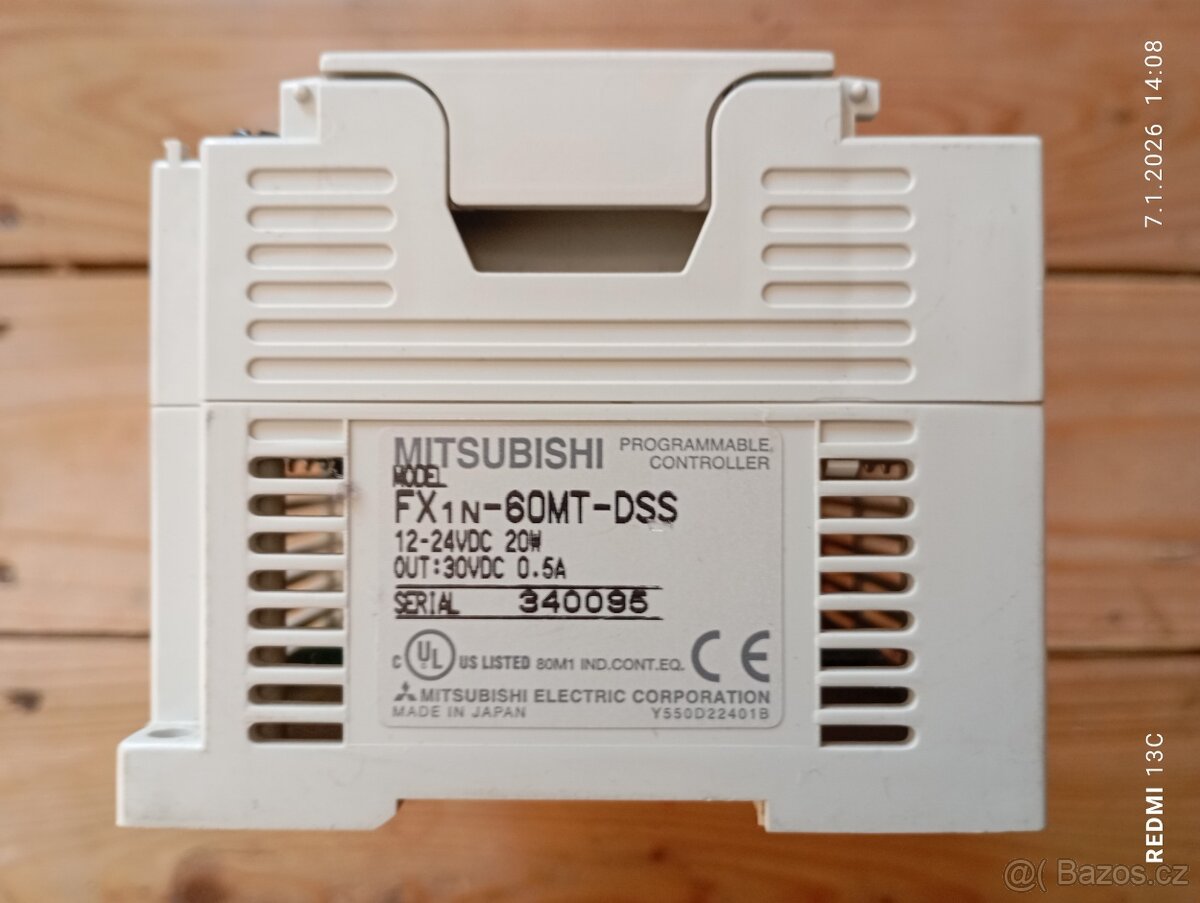 MITSUBISHI PROGRAMMABLE CONTROLLER
MODEL
FX1N-60MT-DSS
12-24VDC 20W
OUT:30VDC 0.5A
SERIAL 340095
C UL US LISTED 80M1 IND.CONT.EQ. CE
MITSUBISHI ELECTRIC CORPORATION
MADE IN JAPAN Y550D22401B
7.1.2026 14:08
REDMI 13C
@( Bazos.cz